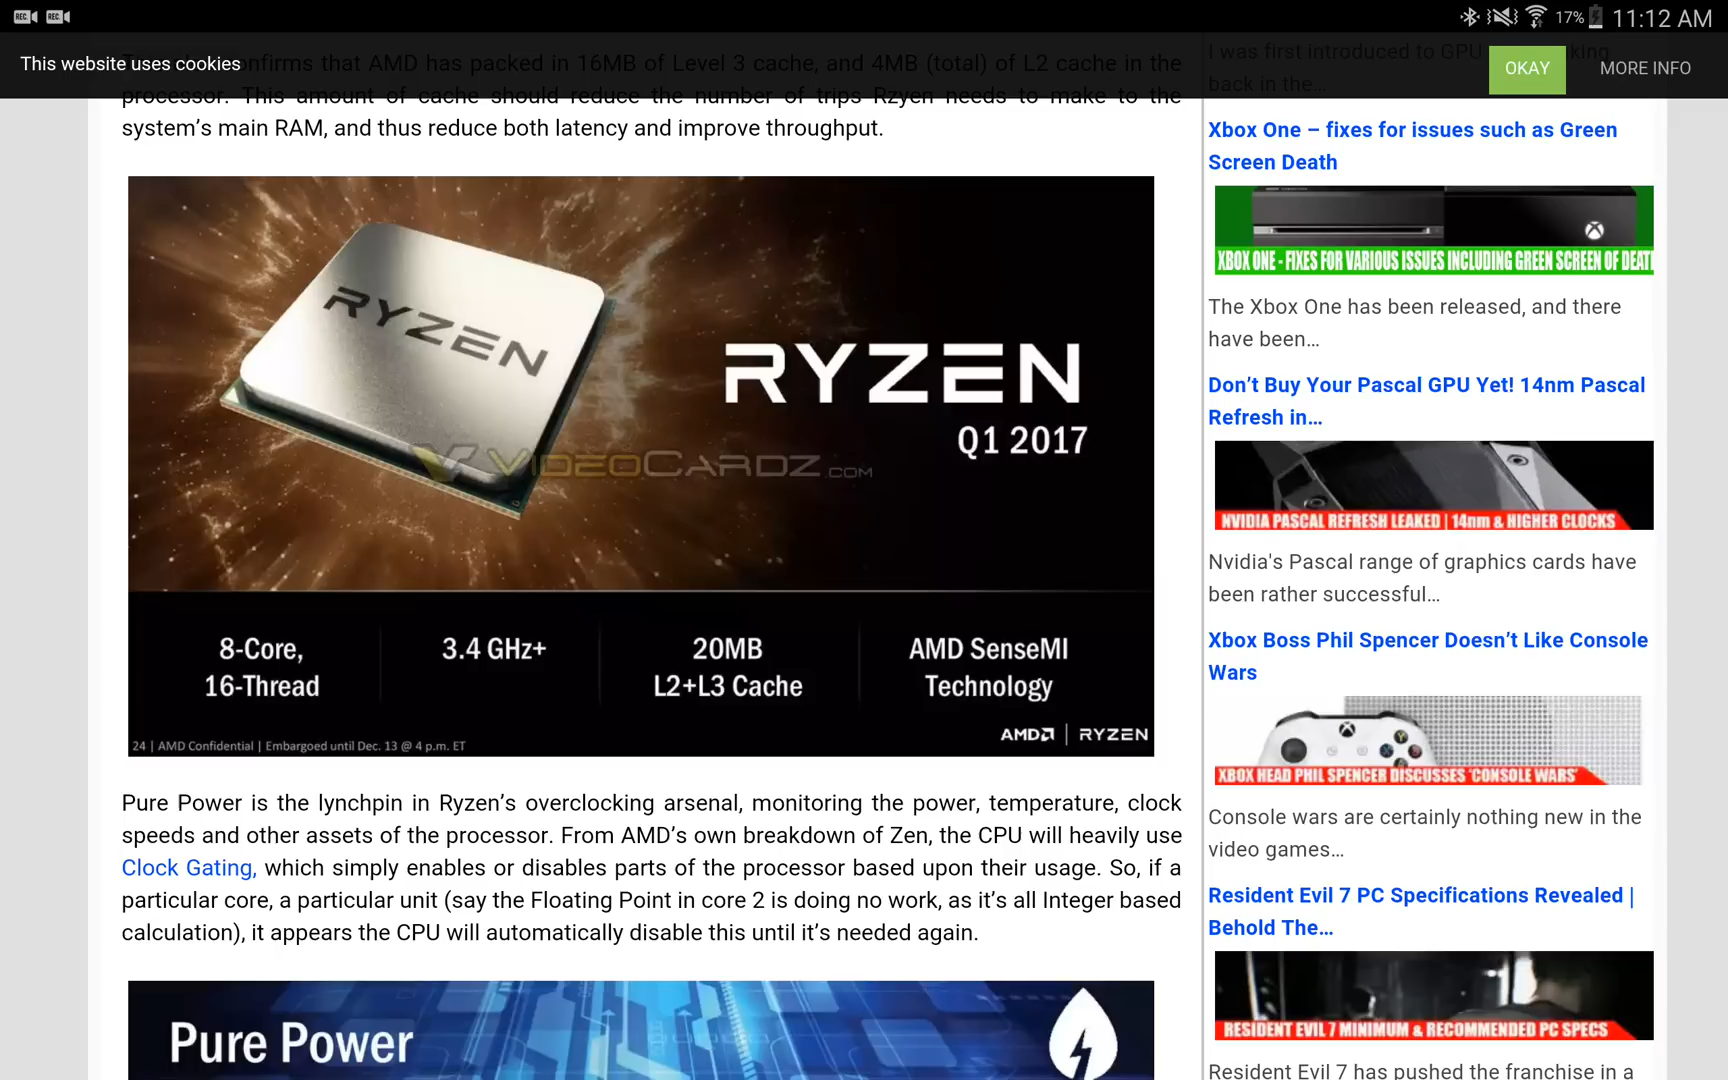 REC. REC. 17% 11:12 AM
This website uses cookies
OKAY
MORE INFO
confirms that AMD has packed in 16MB of Level 3 cache, and 4MB (total) of L2 cache in the
processor. This amount of cache should reduce the number of trips Rzyen needs to make to the
system’s main RAM, and thus reduce both latency and improve throughput.
RYZEN
RYZEN
Q1 2017
VIDEOCARDZ.COM
8-Core,
16-Thread
3.4 GHz+
20MB
L2+L3 Cache
AMD SenseMI
Technology
24 | AMD Confidential | Embargoed until Dec. 13 @ 4 p.m. ET
AMD | RYZEN
Pure Power is the lynchpin in Ryzen’s overclocking arsenal, monitoring the power, temperature, clock
speeds and other assets of the processor. From AMD’s own breakdown of Zen, the CPU will heavily use
Clock Gating, which simply enables or disables parts of the processor based upon their usage. So, if a
particular core, a particular unit (say the Floating Point in core 2 is doing no work, as it’s all Integer based
calculation), it appears the CPU will automatically disable this until it’s needed again.
Pure Power
I was first introduced to GPU
back in the…
Xbox One – fixes for issues such as Green
Screen Death
XBOX ONE - FIXES FOR VARIOUS ISSUES INCLUDING GREEN SCREEN OF DEATH
The Xbox One has been released, and there
have been…
Don’t Buy Your Pascal GPU Yet! 14nm Pascal
Refresh in…
NVIDIA PASCAL REFRESH LEAKED | 14nm & HIGHER CLOCKS
Nvidia's Pascal range of graphics cards have
been rather successful…
Xbox Boss Phil Spencer Doesn’t Like Console
Wars
XBOX HEAD PHIL SPENCER DISCUSSES 'CONSOLE WARS'
Console wars are certainly nothing new in the
video games…
Resident Evil 7 PC Specifications Revealed |
Behold The…
RESIDENT EVIL 7 MINIMUM & RECOMMENDED PC SPECS
Resident Evil 7 has pushed the franchise in a